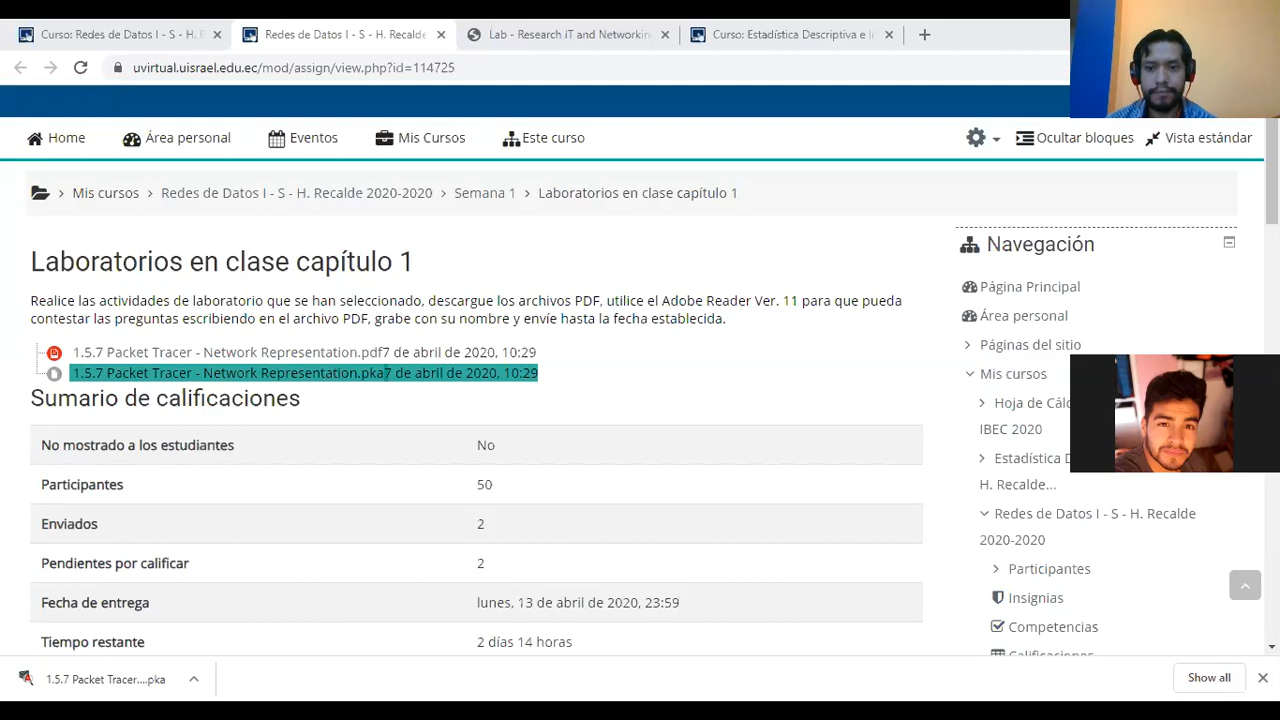 Curso: Redes de Datos I - S - H. R
Redes de Datos I - S - H. Recalde
Lab - Research IT and Networkin
Curso: Estadística Descriptiva e I
uvirtual.uisrael.edu.ec/mod/assign/view.php?id=114725
Home
Área personal
Eventos
Mis Cursos
Este curso
Ocultar bloques
Vista estándar
Mis cursos
Redes de Datos I - S - H. Recalde 2020-2020
Semana 1
Laboratorios en clase capítulo 1
Laboratorios en clase capítulo 1
Realice las actividades de laboratorio que se han seleccionado, descargue los archivos PDF, utilice el Adobe Reader Ver. 11 para que pueda
contestar las preguntas escribiendo en el archivo PDF, grabe con su nombre y envíe hasta la fecha establecida.
1.5.7 Packet Tracer - Network Representation.pdf7 de abril de 2020, 10:29
1.5.7 Packet Tracer - Network Representation.pka7 de abril de 2020, 10:29
Sumario de calificaciones
No mostrado a los estudiantes No
Participantes 50
Enviados 2
Pendientes por calificar 2
Fecha de entrega lunes, 13 de abril de 2020, 23:59
Tiempo restante 2 días 14 horas
Navegación
Página Principal
Área personal
Páginas del sitio
Mis cursos
Hoja de Cálc
IBEC 2020
Estadística D
H. Recalde...
Redes de Datos I - S - H. Recalde
2020-2020
Participantes
Insignias
Competencias
Calificaciones
1.5.7 Packet Tracer....pka
Show all